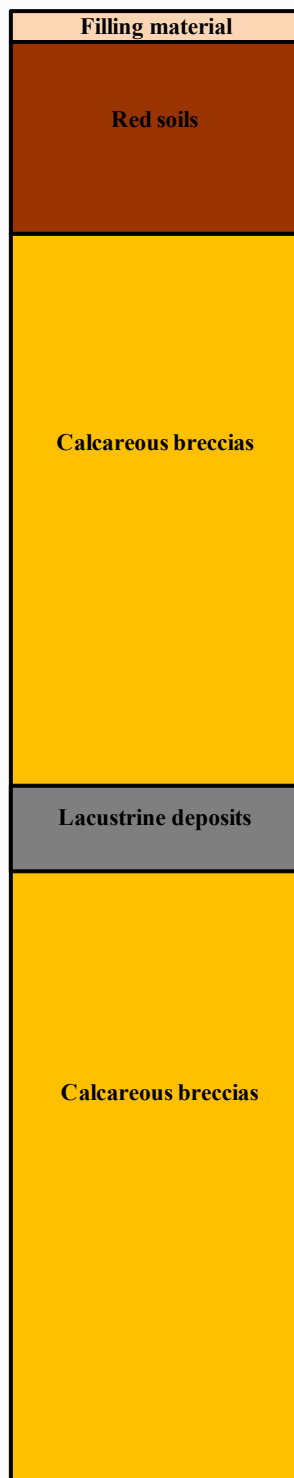 Filling material
Red soils
Calcareous breccias
Lacustrine deposits
Calcareous breccias